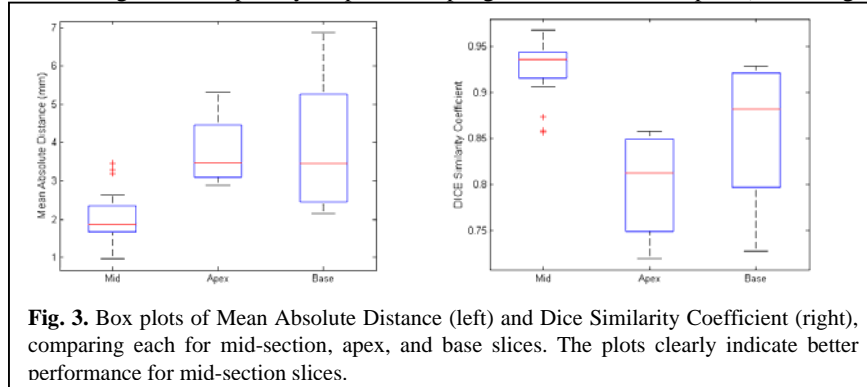 7
6
5
4
3
2
1
Mean Absolute Distance (mm)
Mid Apex Base
0.95
0.9
0.85
0.8
0.75
DICE Similarity Coefficient
Mid Apex Base
Fig. 3. Box plots of Mean Absolute Distance (left) and Dice Similarity Coefficient (right),
comparing each for mid-section, apex, and base slices. The plots clearly indicate better
performance for mid-section slices.